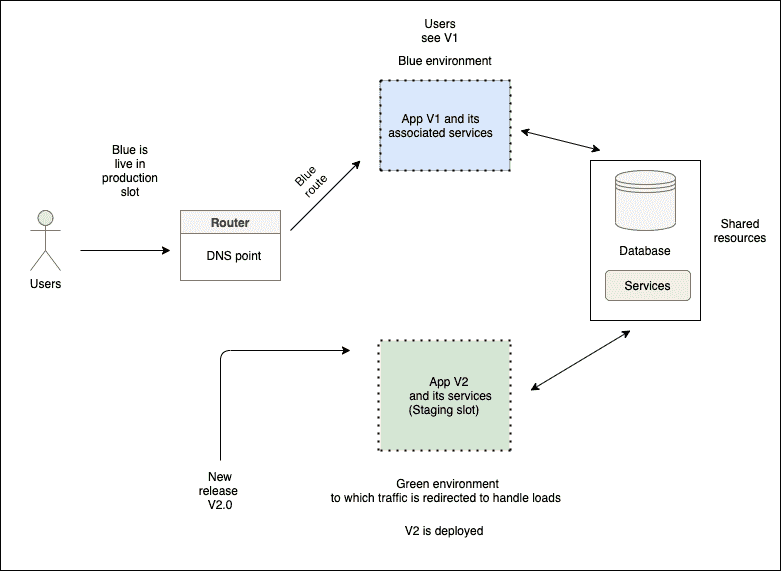 Users
see V1
Blue environment
App V1 and its
associated services
Blue is
live in
production
slot
Blue
route
Router
DNS point
Users
Database
Services
Shared
resources
App V2
and its services
(Staging slot)
New
release
V2.0
Green environment
to which traffic is redirected to handle loads
V2 is deployed